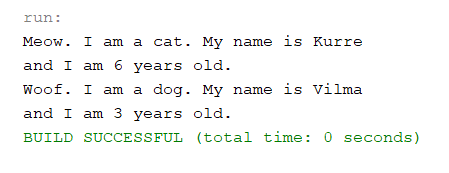 run:
Meow. I am a cat. My name is Kurre
and I am 6 years old.
Woof. I am a dog. My name is Vilma
and I am 3 years old.
BUILD SUCCESSFUL (total time: 0 seconds)